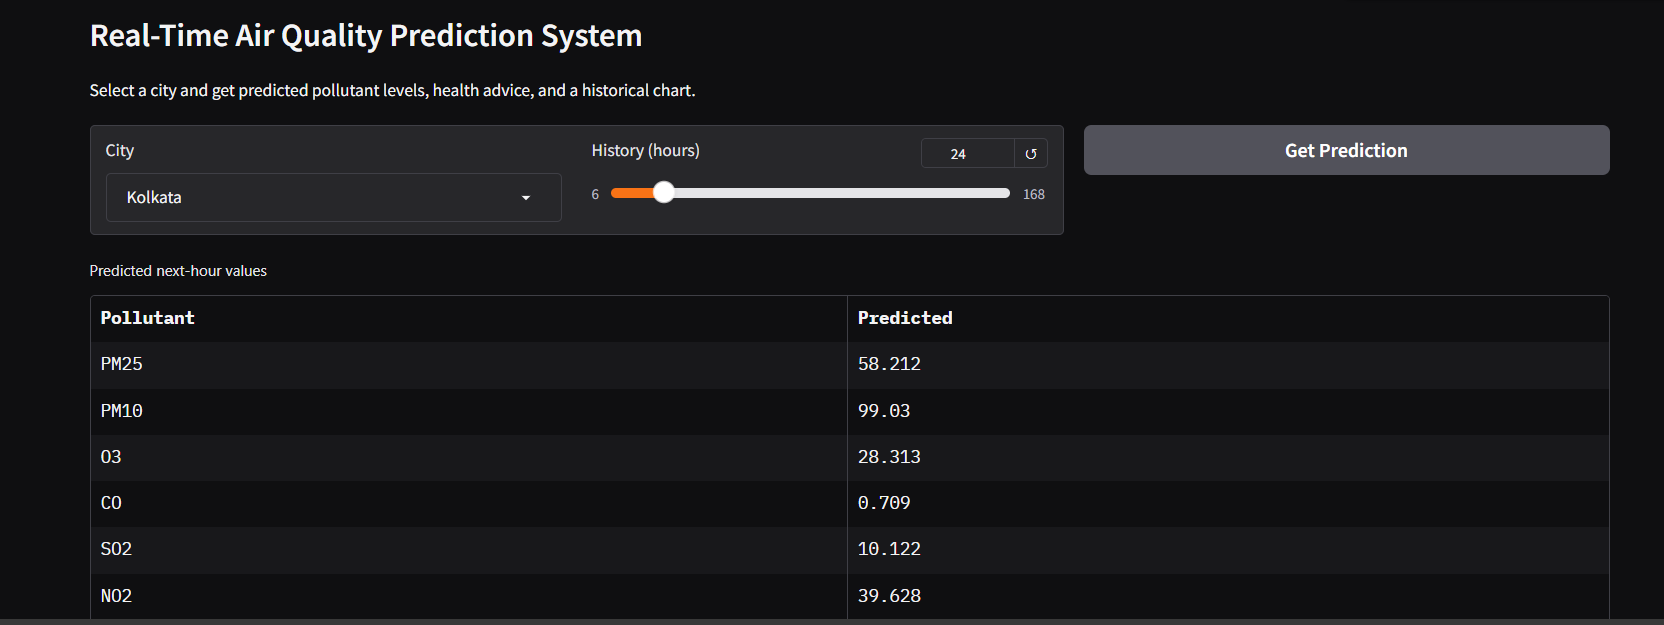 Real-Time Air Quality Prediction System
Select a city and get predicted pollutant levels, health advice, and a historical chart.
City
Kolkata
History (hours)
24
6
168
Get Prediction
Predicted next-hour values
Pollutant Predicted
PM25 58.212
PM10 99.03
O3 28.313
CO 0.709
SO2 10.122
NO2 39.628